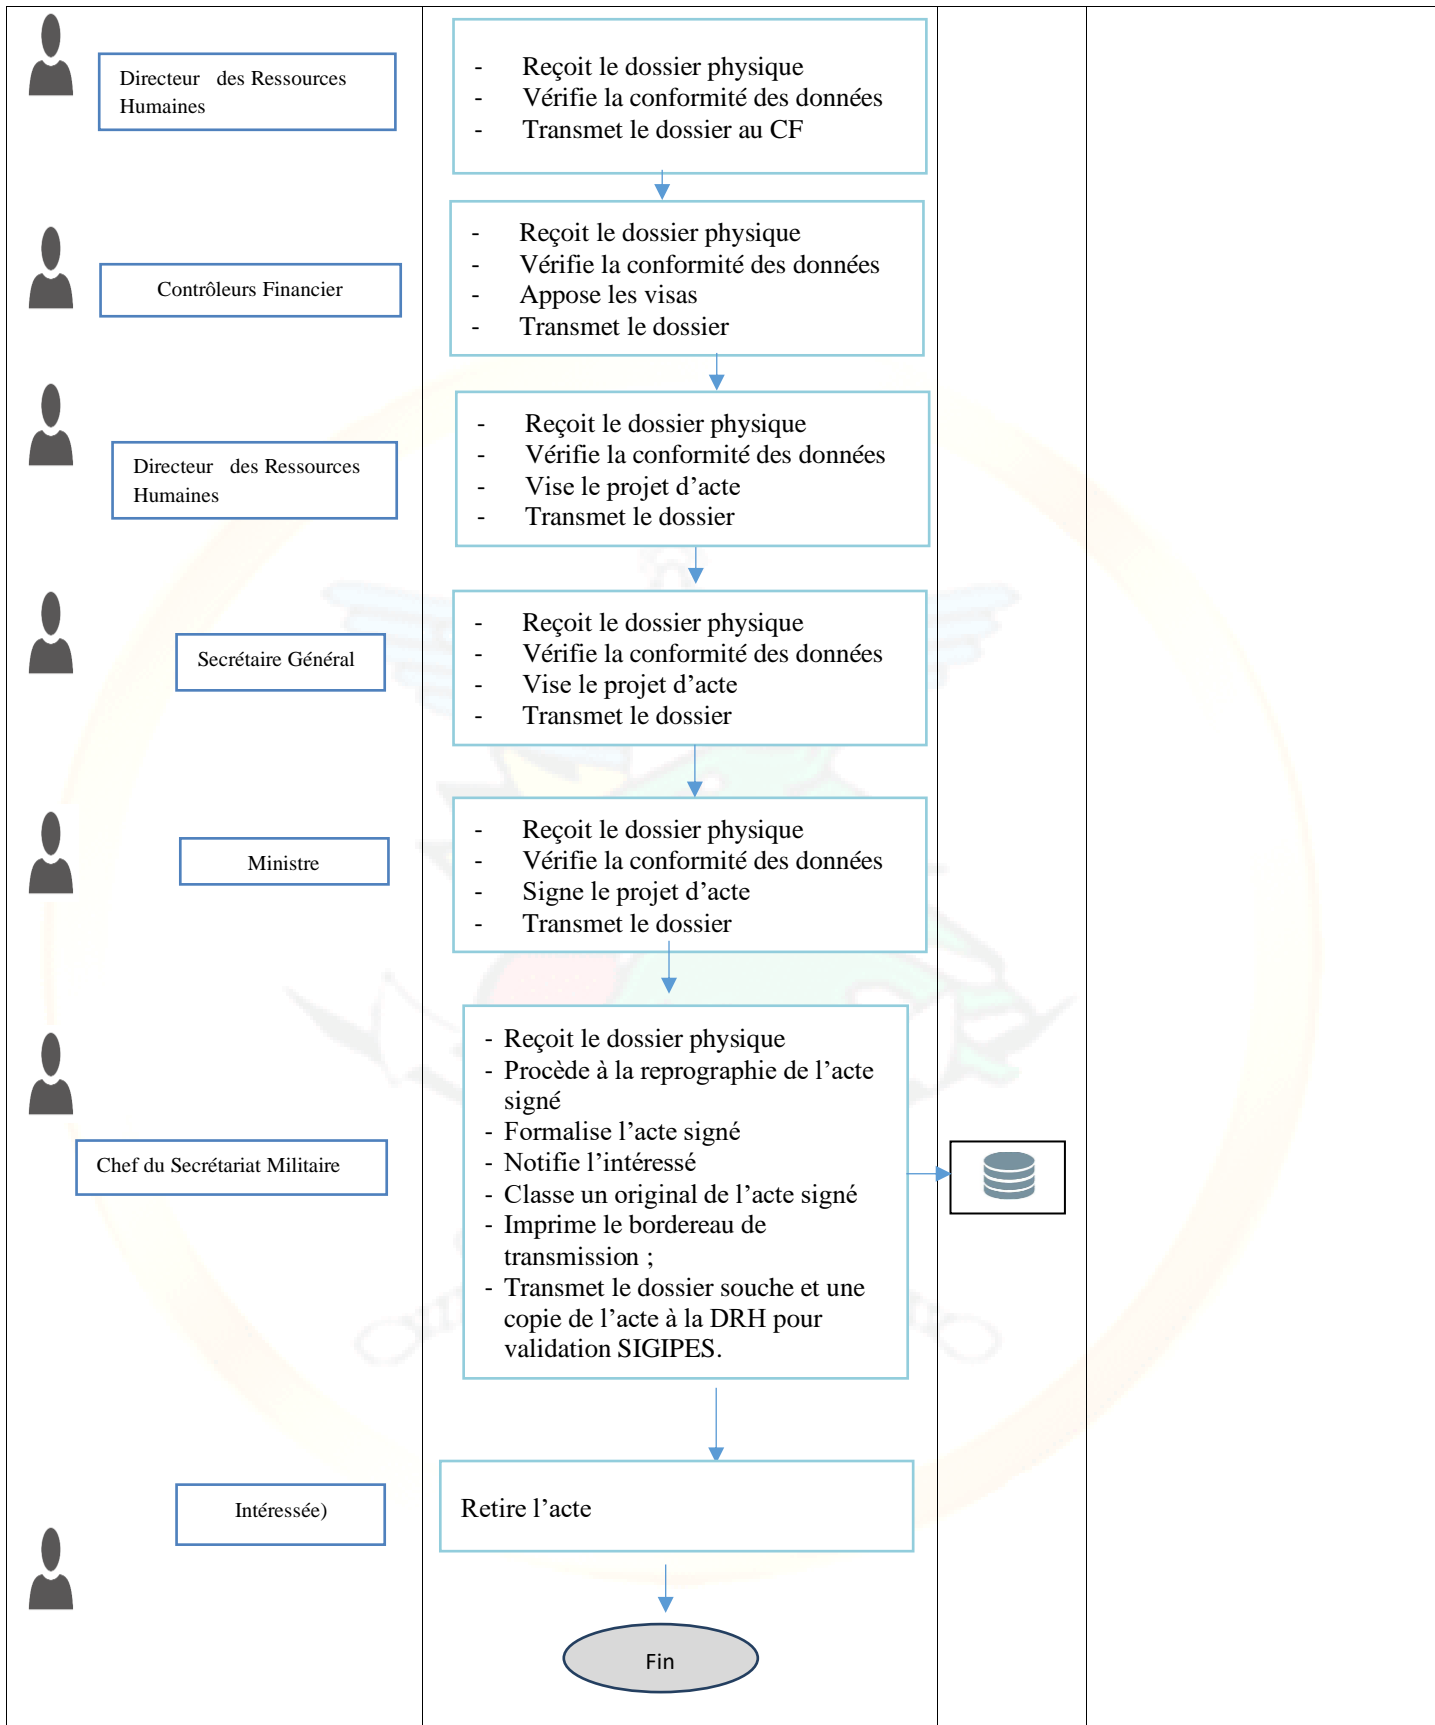 Directeur des Ressources
Humaines
- Reçoit le dossier physique
- Vérifie la conformité des données
- Transmet le dossier au CF
Contrôleurs Financier
- Reçoit le dossier physique
- Vérifie la conformité des données
- Appose les visas
- Transmet le dossier
Directeur des Ressources
Humaines
- Reçoit le dossier physique
- Vérifie la conformité des données
- Vise le projet d’acte
- Transmet le dossier
Secrétaire Général
- Reçoit le dossier physique
- Vérifie la conformité des données
- Vise le projet d’acte
- Transmet le dossier
Ministre
- Reçoit le dossier physique
- Vérifie la conformité des données
- Signe le projet d’acte
- Transmet le dossier
Chef du Secrétariat Militaire
- Reçoit le dossier physique
- Procède à la reprographie de l’acte
signé
- Formalise l’acte signé
- Notifie l’intéressé
- Classe un original de l’acte signé
- Imprime le bordereau de
transmission ;
- Transmet le dossier souche et une
copie de l’acte à la DRH pour
validation SIGIPES.
Intéressée)
Retire l’acte
Fin